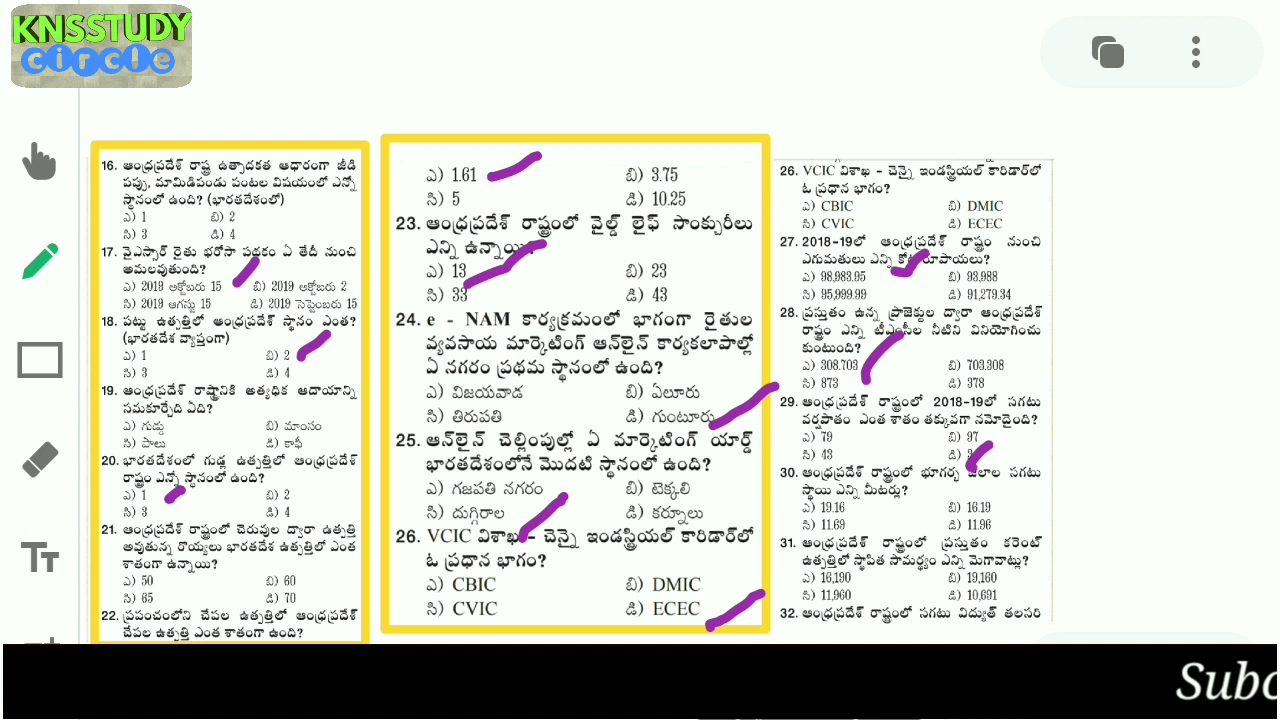 KNSSTUDY
circle
16. ఆంధ్రప్రదేశ్ రాష్ట్ర ఉత్పాదకత ఆధారంగా జీడి
పప్పు, మామిడిపండు పంటల విషయంలో ఎన్నో
స్థానంలో ఉంది? (భారతదేశంలో)
ఎ) 1 బి) 2
సి) 3 డి) 4
17. వైఎస్సార్ రైతు భరోసా పథకం ఏ తేదీ నుంచి
అమలవుతుంది?
ఎ) 2019 అక్టోబరు 15 బి) 2019 అక్టోబరు 2
సి) 2019 ఆగస్టు 15 డి) 2019 సెప్టెంబరు 15
18. పట్టు ఉత్పత్తిలో ఆంధ్రప్రదేశ్ స్థానం ఎంత?
(భారతదేశ వ్యాప్తంగా)
ఎ) 1 బి) 2
సి) 3 డి) 4
19. ఆంధ్రప్రదేశ్ రాష్ట్రానికి అత్యధిక ఆదాయాన్ని
సమకూర్చేది ఏది?
ఎ) గుడ్డు బి) మాంసం
సి) పాలు డి) కాఫీ
20. భారతదేశంలో గుడ్ల ఉత్పత్తిలో ఆంధ్రప్రదేశ్
రాష్ట్రం ఎన్నో స్థానంలో ఉంది?
ఎ) 1 బి) 2
సి) 3 డి) 4
21. ఆంధ్రప్రదేశ్ రాష్ట్రంలో చెరువుల ద్వారా ఉత్పత్తి
అవుతున్న రొయ్యలు భారతదేశ ఉత్పత్తిలో ఎంత
శాతంగా ఉన్నాయి?
ఎ) 50 బి) 60
సి) 65 డి) 70
22. ప్రపంచంలోని చేపల ఉత్పత్తిలో ఆంధ్రప్రదేశ్
చేపల ఉత్పత్తి ఎంత శాతంగా ఉంది?
ఎ) 1.61 బి) 3.75
సి) 5 డి) 10.25
23. ఆంధ్రప్రదేశ్ రాష్ట్రంలో వైల్డ్ లైఫ్ సాంక్చురీలు
ఎన్ని ఉన్నాయి?
ఎ) 13 బి) 23
సి) 33 డి) 43
24. e - NAM కార్యక్రమంలో భాగంగా రైతుల
వ్యవసాయ మార్కెటింగ్ ఆన్‌లైన్ కార్యకలాపాల్లో
ఏ నగరం ప్రథమ స్థానంలో ఉంది?
ఎ) విజయవాడ బి) ఏలూరు
సి) తిరుపతి డి) గుంటూరు
25. ఆన్‌లైన్ చెల్లింపుల్లో ఏ మార్కెటింగ్ యార్డ్
భారతదేశంలోనే మొదటి స్థానంలో ఉంది?
ఎ) గజపతి నగరం బి) టెక్కలి
సి) దుగ్గిరాల డి) కర్నూలు
26. VCIC విశాఖ - చెన్నై ఇండస్ట్రియల్ కారిడార్‌లో
ఓ ప్రధాన భాగం?
ఎ) CBIC బి) DMIC
సి) CVIC డి) ECEC
26. VCIC విశాఖ - చెన్నై ఇండస్ట్రియల్ కారిడార్‌లో
ఓ ప్రధాన భాగం?
ఎ) CBIC బి) DMIC
సి) CVIC డి) ECEC
27. 2018-19లో ఆంధ్రప్రదేశ్ రాష్ట్రం నుంచి
ఎగుమతులు ఎన్ని కోట్ల రూపాయలు?
ఎ) 98,983.95 బి) 93,988
సి) 95,999.99 డి) 91,279.34
28. ప్రస్తుతం ఉన్న ప్రాజెక్టుల ద్వారా ఆంధ్రప్రదేశ్
రాష్ట్రం ఎన్ని టీఎంసీల నీటిని వినియోగించు
కుంటుంది?
ఎ) 308.703 బి) 703.308
సి) 873 డి) 378
29. ఆంధ్రప్రదేశ్ రాష్ట్రంలో 2018-19లో సగటు
వర్షపాతం ఎంత శాతం తక్కువగా నమోదైంది?
ఎ) 79 బి) 97
సి) 43 డి)
30. ఆంధ్రప్రదేశ్ రాష్ట్రంలో భూగర్భ జలాల సగటు
స్థాయి ఎన్ని మీటర్లు?
ఎ) 19.16 బి) 16.19
సి) 11.69 డి) 11.96
31. ఆంధ్రప్రదేశ్ రాష్ట్రంలో ప్రస్తుతం కరెంట్
ఉత్పత్తిలో స్థాపిత సామర్థ్యం ఎన్ని మెగావాట్లు?
ఎ) 16,190 బి) 19,160
సి) 11,960 డి) 10,691
32. ఆంధ్రప్రదేశ్ రాష్ట్రంలో సగటు విద్యుత్ తలసరి
Tт